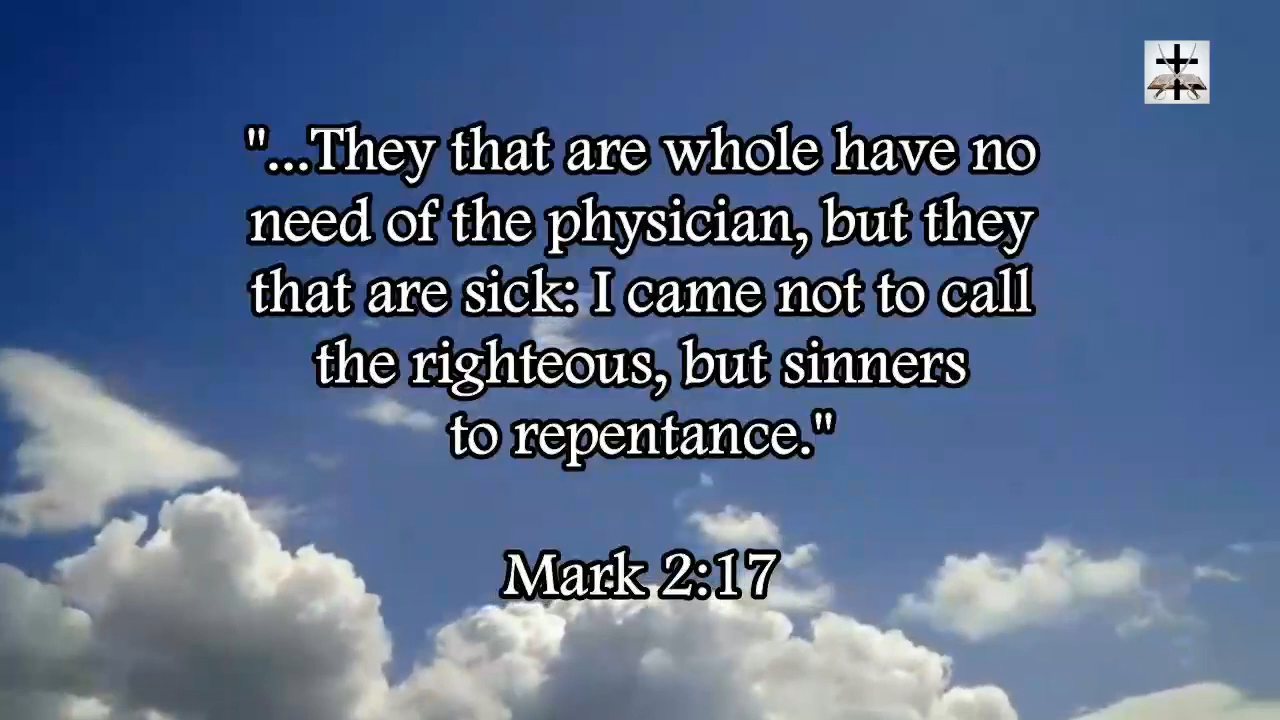 "...They that are whole have no
need of the physician, but they
that are sick: I came not to call
the righteous, but sinners
to repentance."
Mark 2:17